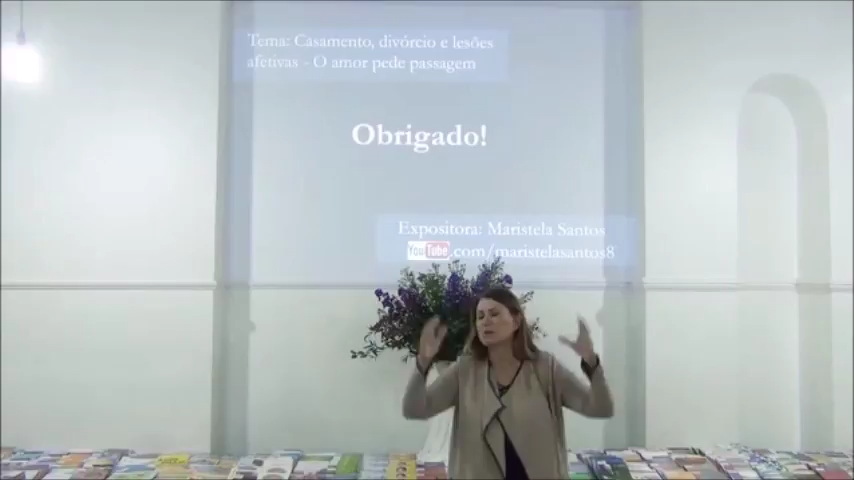 Tema: Casamento, divórcio e lesões
afetivas - O amor pede passagem
Obrigado!
Expositora: Maristela Santos
YouTube.com/maristelasantos8